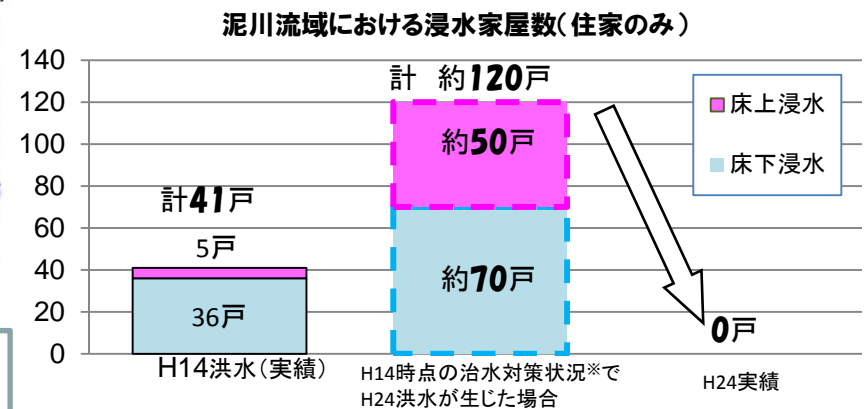 泥川流域における浸水家屋数(住家のみ)
140
120
100
80
60
40
20
0
計41戸
5戸
36戸
計 約120戸
約50戸
約70戸
0戸
床上浸水
床下浸水
H14洪水(実績)
H14時点の治水対策状況※で
H24洪水が生じた場合
H24実績